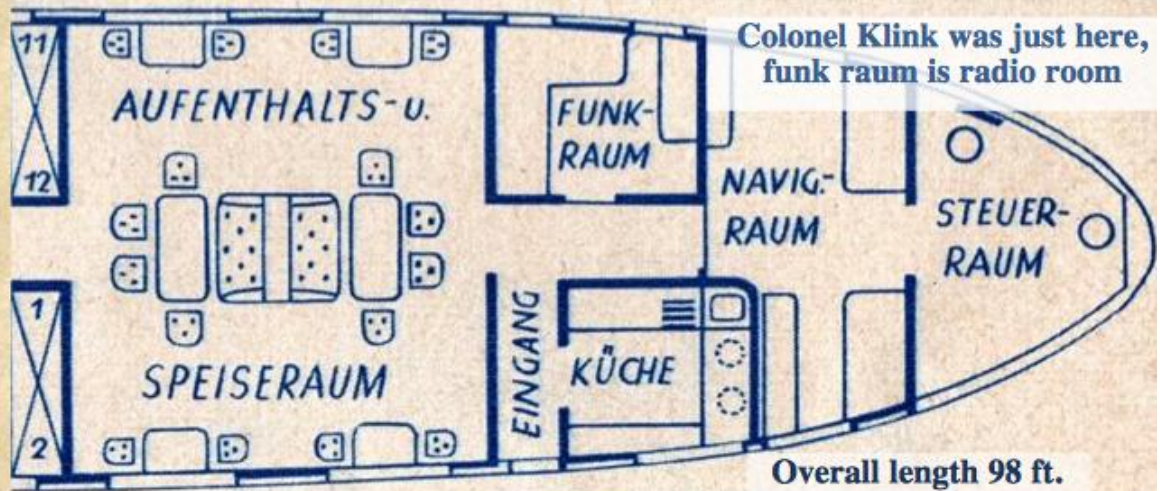 Colonel Klink was just here,
funk raum is radio room
11
12
AUFENTHALTS-U.
SPEISERAUM
1
2
FUNK-
RAUM
EINGANG
KÜCHE
NAVIG.-
RAUM
STEUER-
RAUM
Overall length 98 ft.